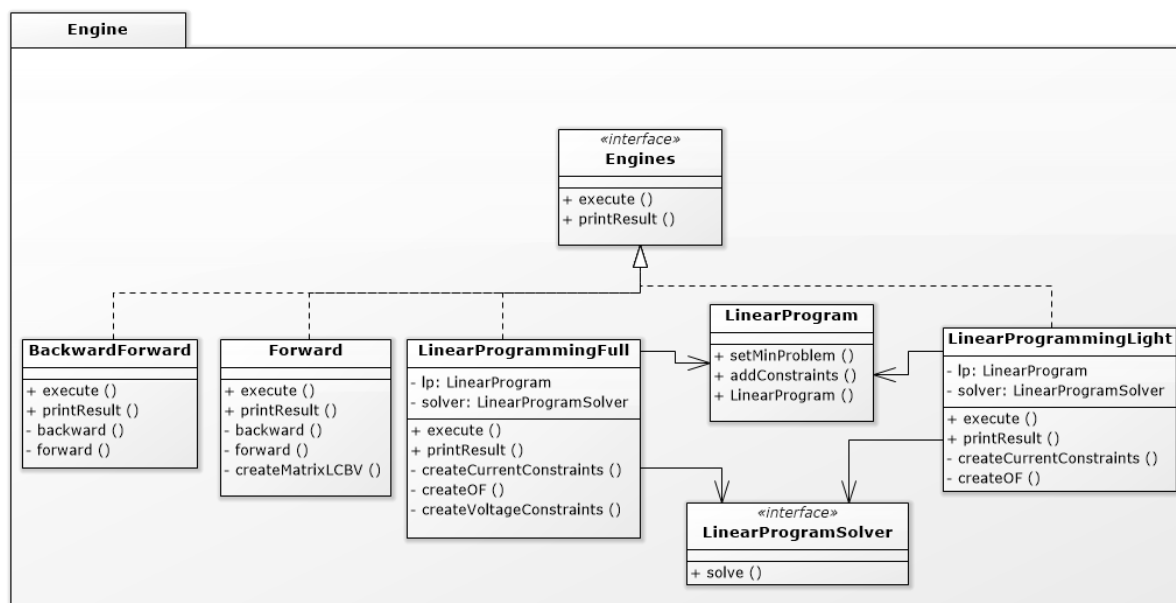 Engine
«interface»
Engines
+ execute ()
+ printResult ()
BackwardForward
+ execute ()
+ printResult ()
- backward ()
- forward ()
Forward
+ execute ()
+ printResult ()
- backward ()
- forward ()
- createMatrixLCBV ()
LinearProgrammingFull
- lp: LinearProgram
- solver: LinearProgramSolver
+ execute ()
+ printResult ()
- createCurrentConstraints ()
- createOF ()
- createVoltageConstraints ()
LinearProgram
+ setMinProblem ()
+ addConstraints ()
+ LinearProgram ()
LinearProgrammingLight
- lp: LinearProgram
- solver: LinearProgramSolver
+ execute ()
+ printResult ()
- createCurrentConstraints ()
- createOF ()
«interface»
LinearProgramSolver
+ solve ()